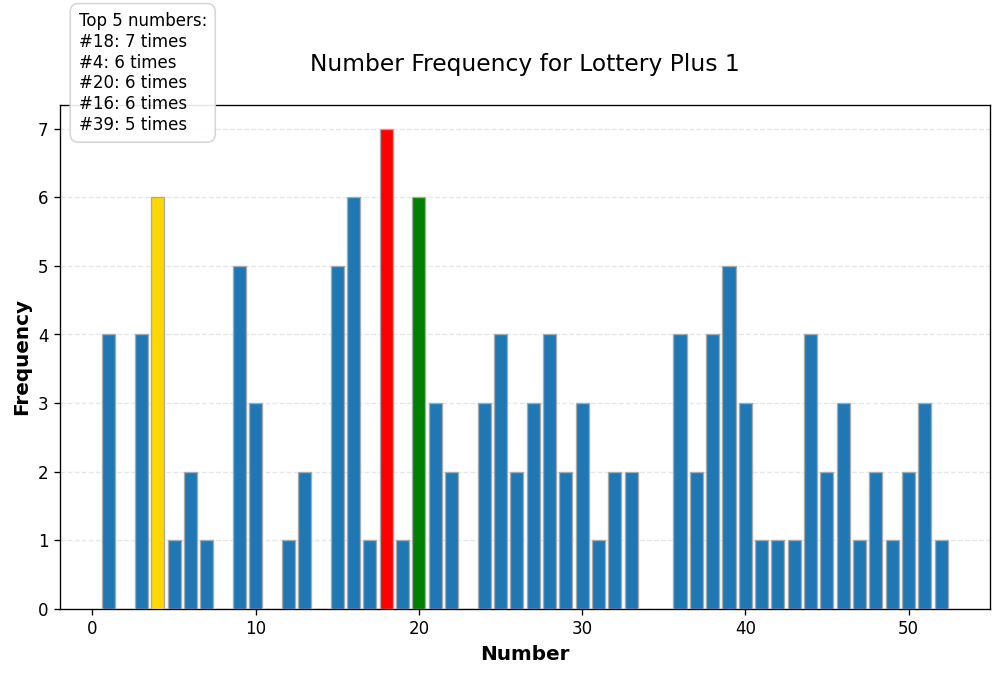 Top 5 numbers:
#18: 7 times
#4: 6 times
#20: 6 times
#16: 6 times
#39: 5 times
Number Frequency for Lottery Plus 1
7
6
5
4
3
2
1
0
Frequency
0 10 20 30 40 50
Number